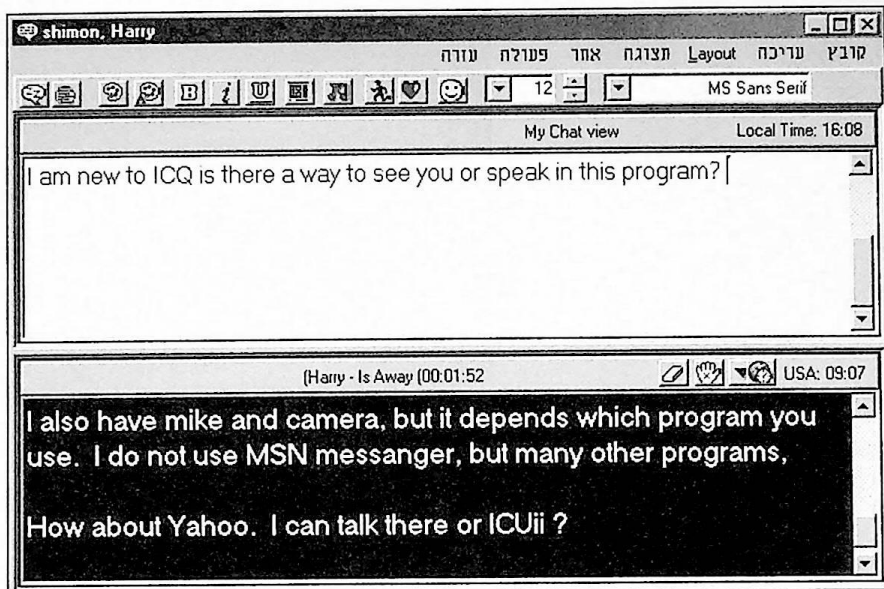 shimon, Harry
קובץ עריכה תצוגה Layout אחר פעולה עזרה
B i U 12 MS Sans Serif
My Chat view Local Time: 16:08
I am new to ICQ is there a way to see you or speak in this program?
(Harry - Is Away (00:01:52 USA: 09:07
I also have mike and camera, but it depends which program you
use. I do not use MSN messanger, but many other programs,
How about Yahoo. I can talk there or ICUii ?